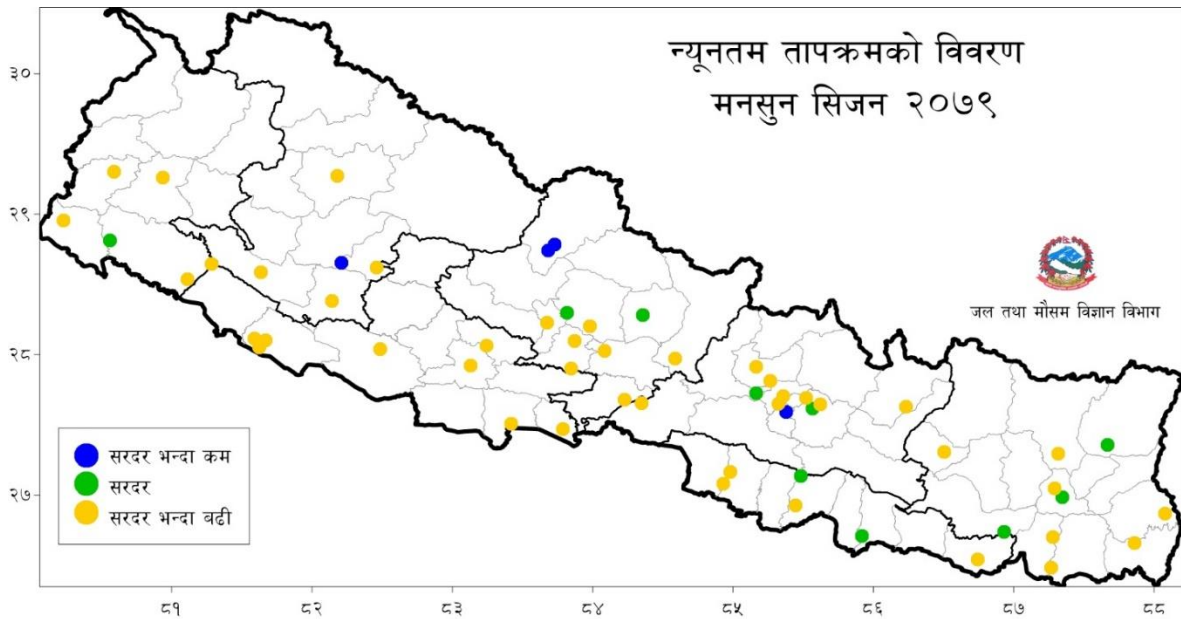 न्यूनतम तापक्रमको विवरण
मनसुन सिजन २०७९
३०
२९
२८
२७
जल तथा मौसम विज्ञान विभाग
सरदर भन्दा कम
सरदर
सरदर भन्दा बढी
८१ ८२ ८३ ८४ ८५ ८६ ८७ ८८